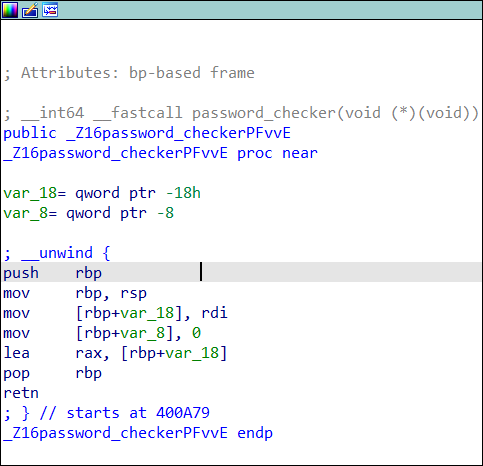 ; Attributes: bp-based frame
; __int64 __fastcall password_checker(void (*)(void))
public _Z16password_checkerPFvvE
_Z16password_checkerPFvvE proc near
var_18= qword ptr -18h
var_8= qword ptr -8
; __unwind {
push    rbp
mov     rbp, rsp
mov     [rbp+var_18], rdi
mov     [rbp+var_8], 0
lea     rax, [rbp+var_18]
pop     rbp
retn
; } // starts at 400A79
_Z16password_checkerPFvvE endp